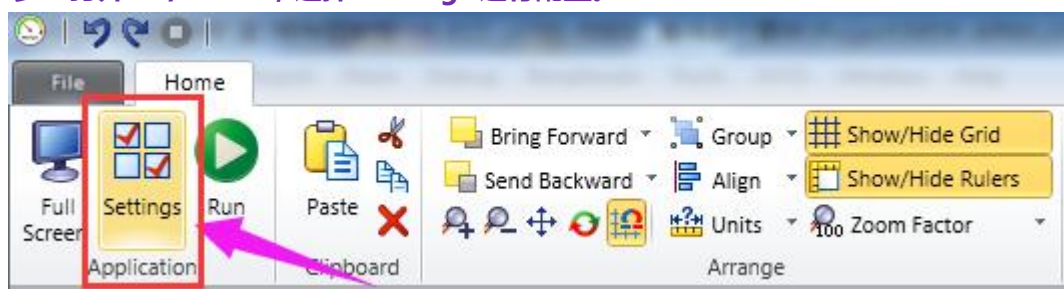 File Home
Full Screen
Settings
Run
Paste
Bring Forward
Group
Show/Hide Grid
Send Backward
Align
Show/Hide Rulers
Units
100 Zoom Factor
Application
Clipboard
Arrange